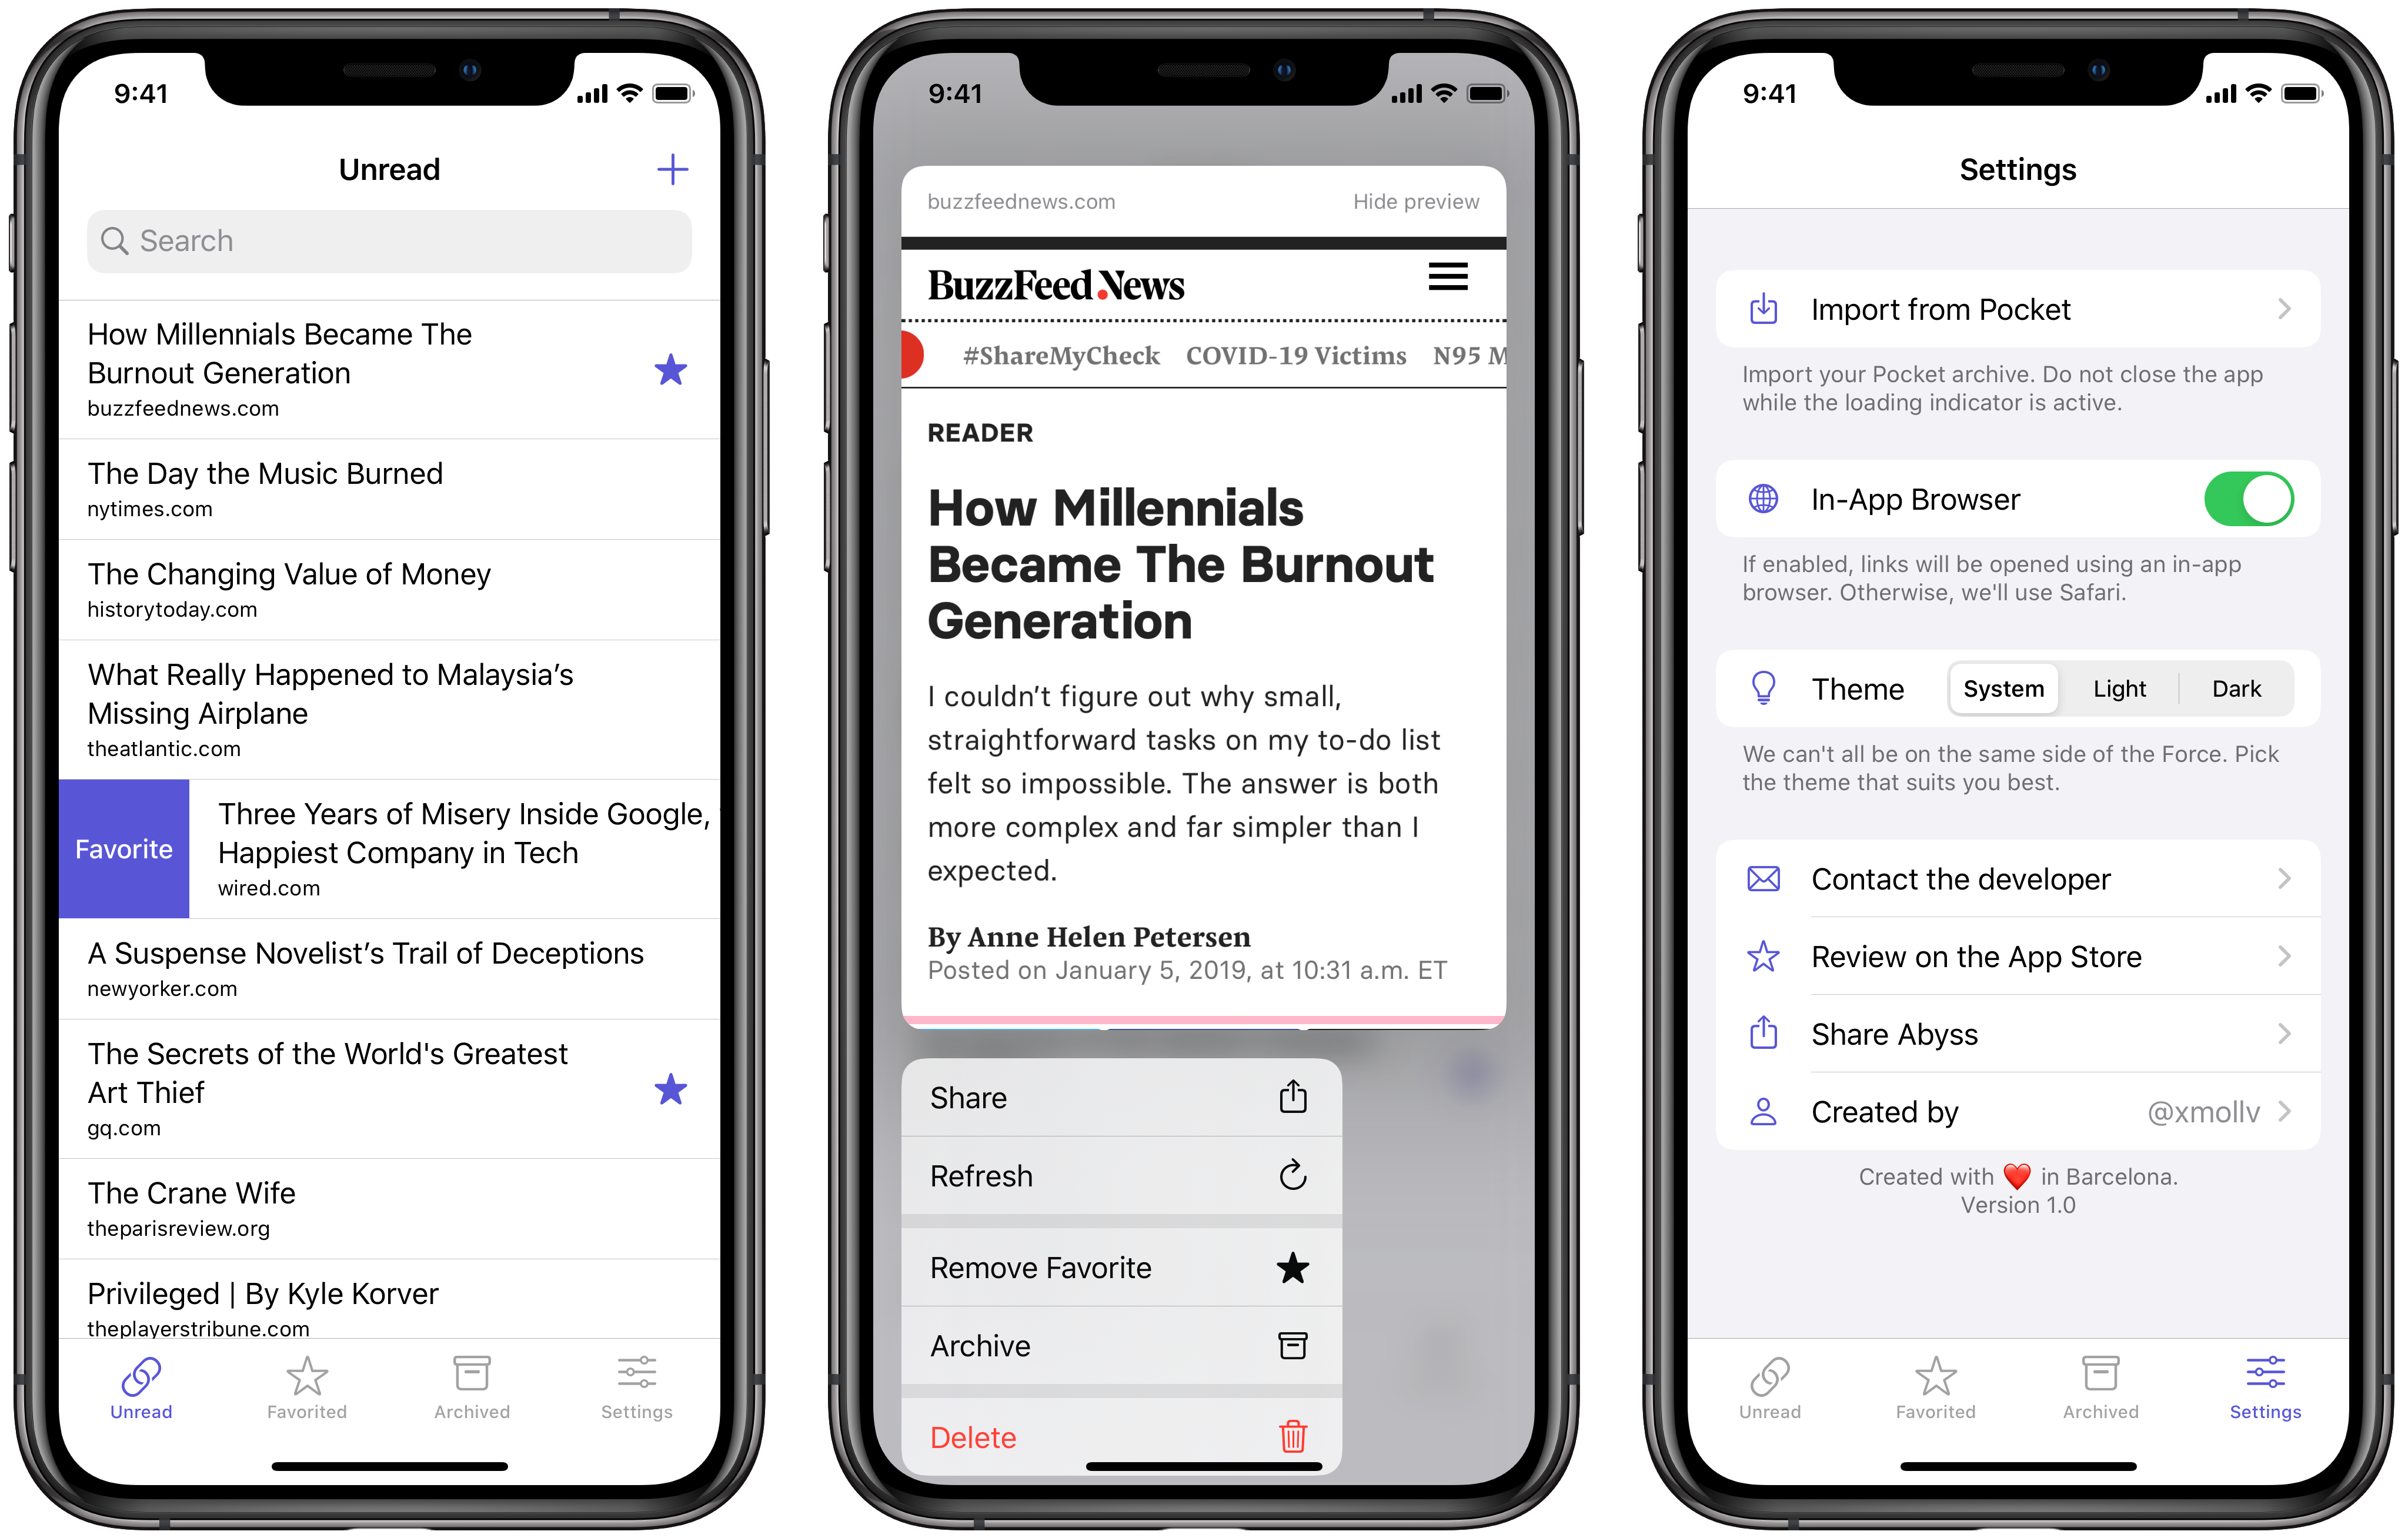 9:41
Unread
Search
How Millennials Became The
Burnout Generation
buzzfeednews.com
The Day the Music Burned
nytimes.com
The Changing Value of Money
historytoday.com
What Really Happened to Malaysia’s
Missing Airplane
theatlantic.com
Favorite
Three Years of Misery Inside Google,
Happiest Company in Tech
wired.com
A Suspense Novelist’s Trail of Deceptions
newyorker.com
The Secrets of the World's Greatest
Art Thief
gq.com
The Crane Wife
theparisreview.org
Privileged | By Kyle Korver
theplayerstribune.com
Unread Favorited Archived Settings
9:41
buzzfeednews.com Hide preview
BuzzFeed.News
#ShareMyCheck COVID-19 Victims N95 M
READER
How Millennials
Became The Burnout
Generation
I couldn’t figure out why small,
straightforward tasks on my to-do list
felt so impossible. The answer is both
more complex and far simpler than I
expected.
By Anne Helen Petersen
Posted on January 5, 2019, at 10:31 a.m. ET
Share
Refresh
Remove Favorite
Archive
Delete
9:41
Settings
Import from Pocket
Import your Pocket archive. Do not close the app
while the loading indicator is active.
In-App Browser
If enabled, links will be opened using an in-app
browser. Otherwise, we'll use Safari.
Theme System Light Dark
We can't all be on the same side of the Force. Pick
the theme that suits you best.
Contact the developer
Review on the App Store
Share Abyss
Created by @xmollv
Created with ❤️ in Barcelona.
Version 1.0
Unread Favorited Archived Settings